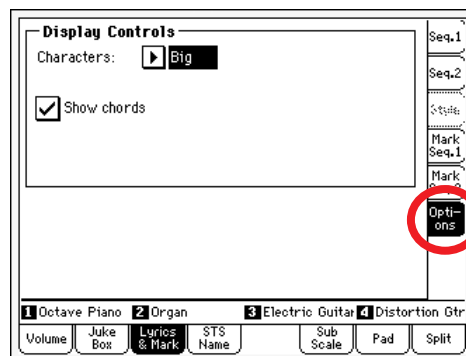 Display Controls
Characters: Big
Show chords
Seq.1
Seq.2
Style
Mark
Seq.1
Mark
Opti-
ons
1 Octave Piano 2 Organ 3 Electric Guitar 4 Distortion Gtr
Volume Juke Box Lyrics & Mark STS Name Sub Scale Pad Split